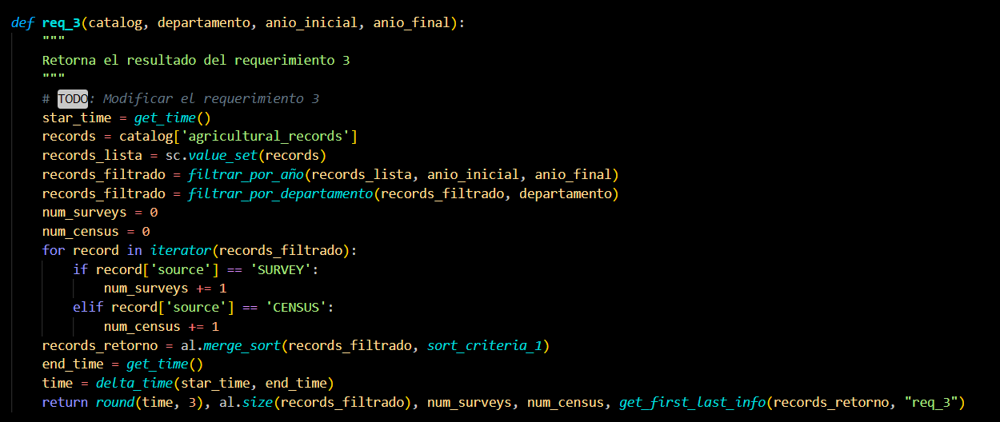 def req_3(catalog, departamento, anio_inicial, anio_final):
    """
    Retorna el resultado del requerimiento 3
    """
    # TODO: Modificar el requerimiento 3
    star_time = get_time()
    records = catalog['agricultural_records']
    records_lista = sc.value_set(records)
    records_filtrado = filtrar_por_año(records_lista, anio_inicial, anio_final)
    records_filtrado = filtrar_por_departamento(records_filtrado, departamento)
    num_surveys = 0
    num_census = 0
    for record in iterator(records_filtrado):
        if record['source'] == 'SURVEY':
            num_surveys += 1
        elif record['source'] == 'CENSUS':
            num_census += 1
    records_retorno = al.merge_sort(records_filtrado, sort_criteria_1)
    end_time = get_time()
    time = delta_time(star_time, end_time)
    return round(time, 3), al.size(records_filtrado), num_surveys, num_census, get_first_last_info(records_retorno, "req_3")